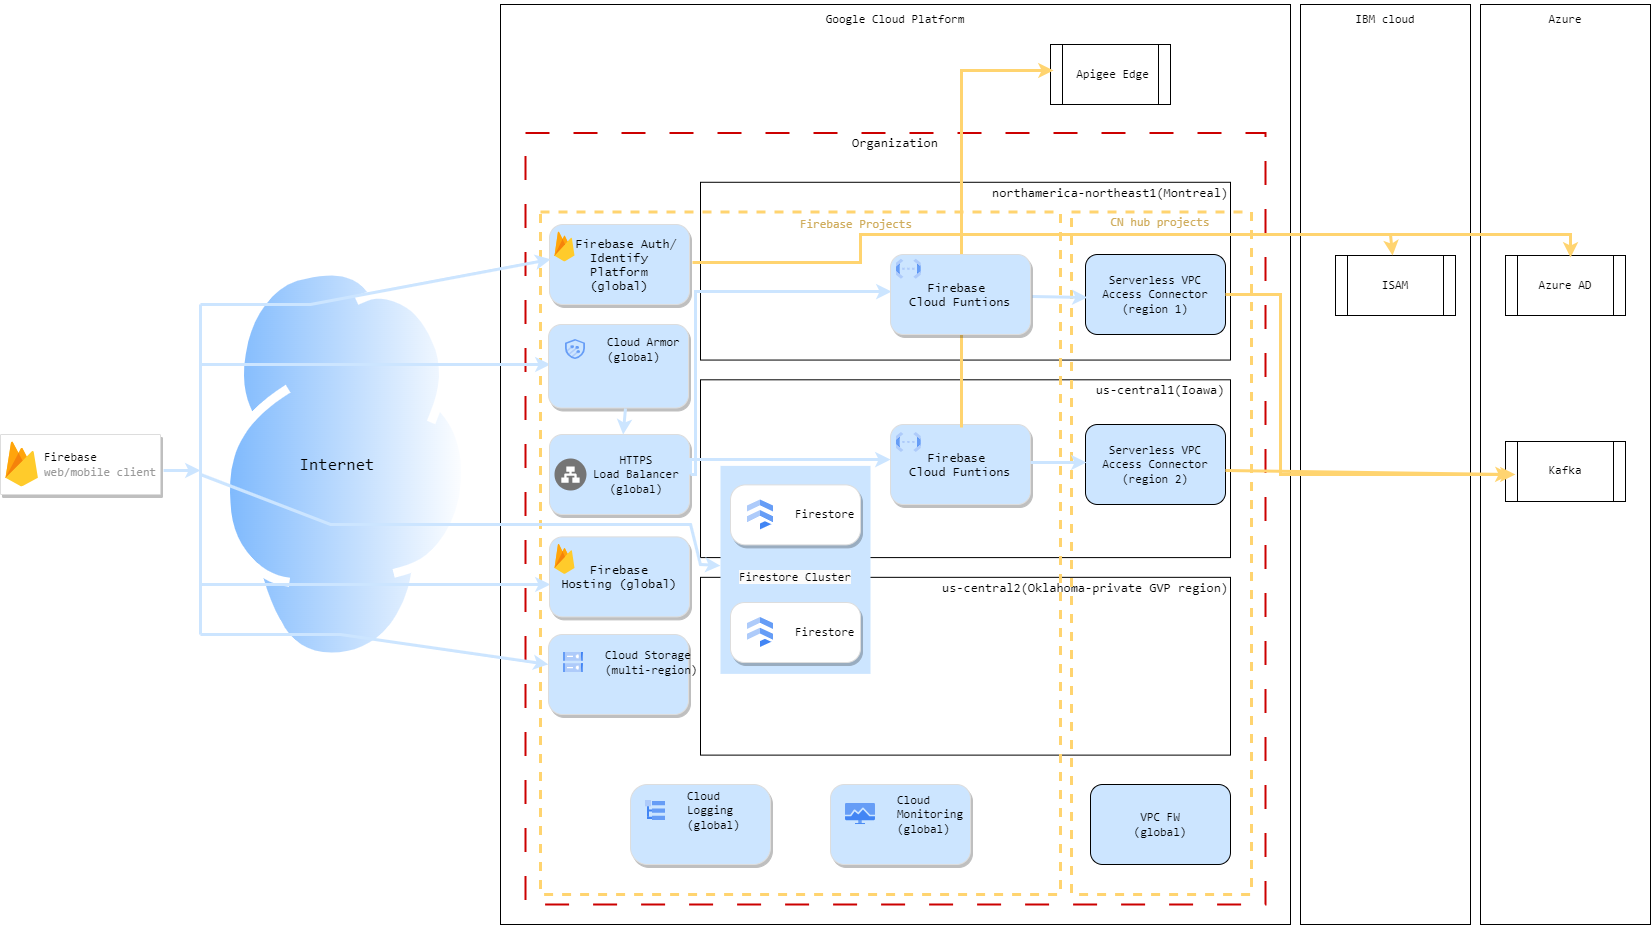 Google Cloud Platform
IBM cloud
Azure
Apigee Edge
Organization
northamerica-northeast1(Montreal)
Firebase Projects
CN hub projects
Firebase Auth/
Identify
Platform
(global)
Firebase
Cloud Funtions
Serverless VPC
Access Connector
(region 1)
ISAM
Azure AD
Cloud Armor
(global)
us-central1(Ioawa)
Firebase
web/mobile client
Internet
HTTPS
Load Balancer
(global)
Firebase
Cloud Funtions
Serverless VPC
Access Connector
(region 2)
Kafka
Firestore
Firebase
Hosting (global)
Firestore Cluster
us-central2(Oklahoma-private GVP region)
Firestore
Cloud Storage
(multi-region)
Cloud
Logging
(global)
Cloud
Monitoring
(global)
VPC FW
(global)